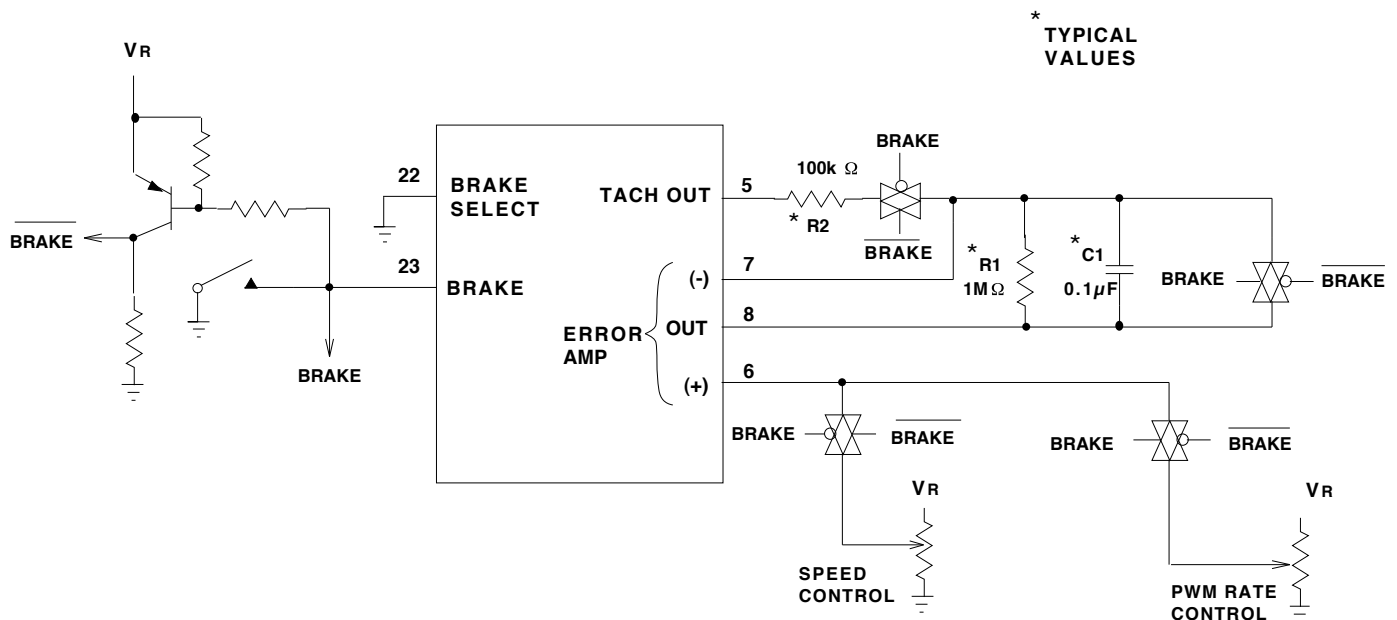 *
TYPICAL
VALUES
VR
BRAKE
22
BRAKE
SELECT
23
BRAKE
BRAKE
TACH OUT
5
100k Ω
* R2
BRAKE
BRAKE
(-)
7
ERROR
AMP
OUT
8
(+)
6
* R1
1MΩ
* C1
0.1µF
BRAKE
BRAKE
BRAKE
BRAKE
VR
SPEED
CONTROL
BRAKE
BRAKE
VR
PWM RATE
CONTROL